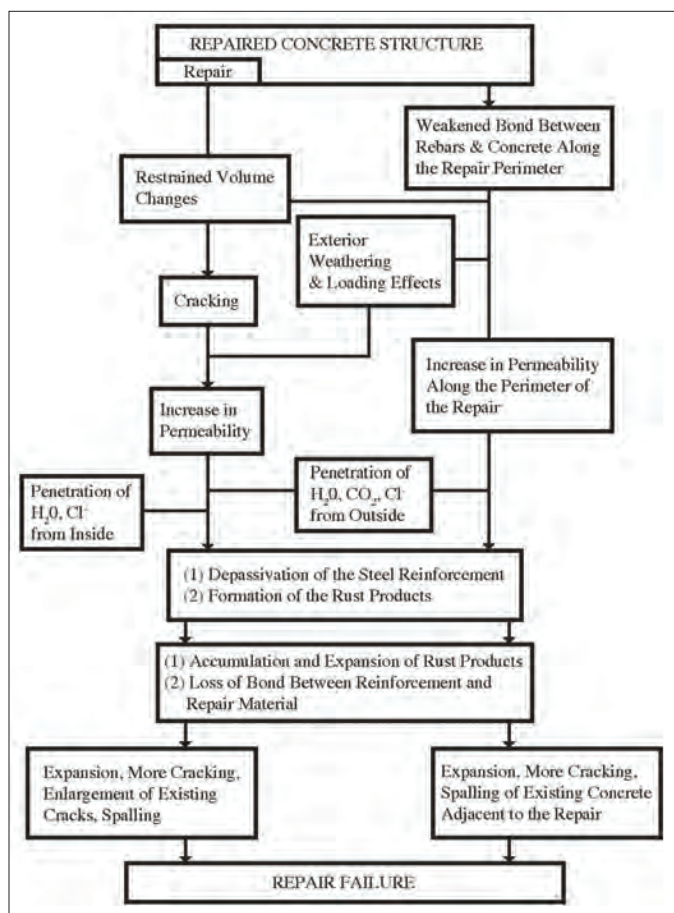 REPAIRED CONCRETE STRUCTURE
Repair
Weakened Bond Between
Rebars & Concrete Along
the Repair Perimeter
Restrained Volume
Changes
Exterior
Weathering
& Loading Effects
Cracking
Increase in Permeability
Along the Perimeter of
the Repair
Increase in
Permeability
Penetration of
H₂0, Cl⁻
from Inside
Penetration of
H₂0, CO₂, Cl⁻
from Outside
(1) Depassivation of the Steel Reinforcement
(2) Formation of the Rust Products
(1) Accumulation and Expansion of Rust Products
(2) Loss of Bond Between Reinforcement and
Repair Material
Expansion, More Cracking,
Enlargement of Existing
Cracks, Spalling
Expansion, More Cracking,
Spalling of Existing Concrete
Adjacent to the Repair
REPAIR FAILURE